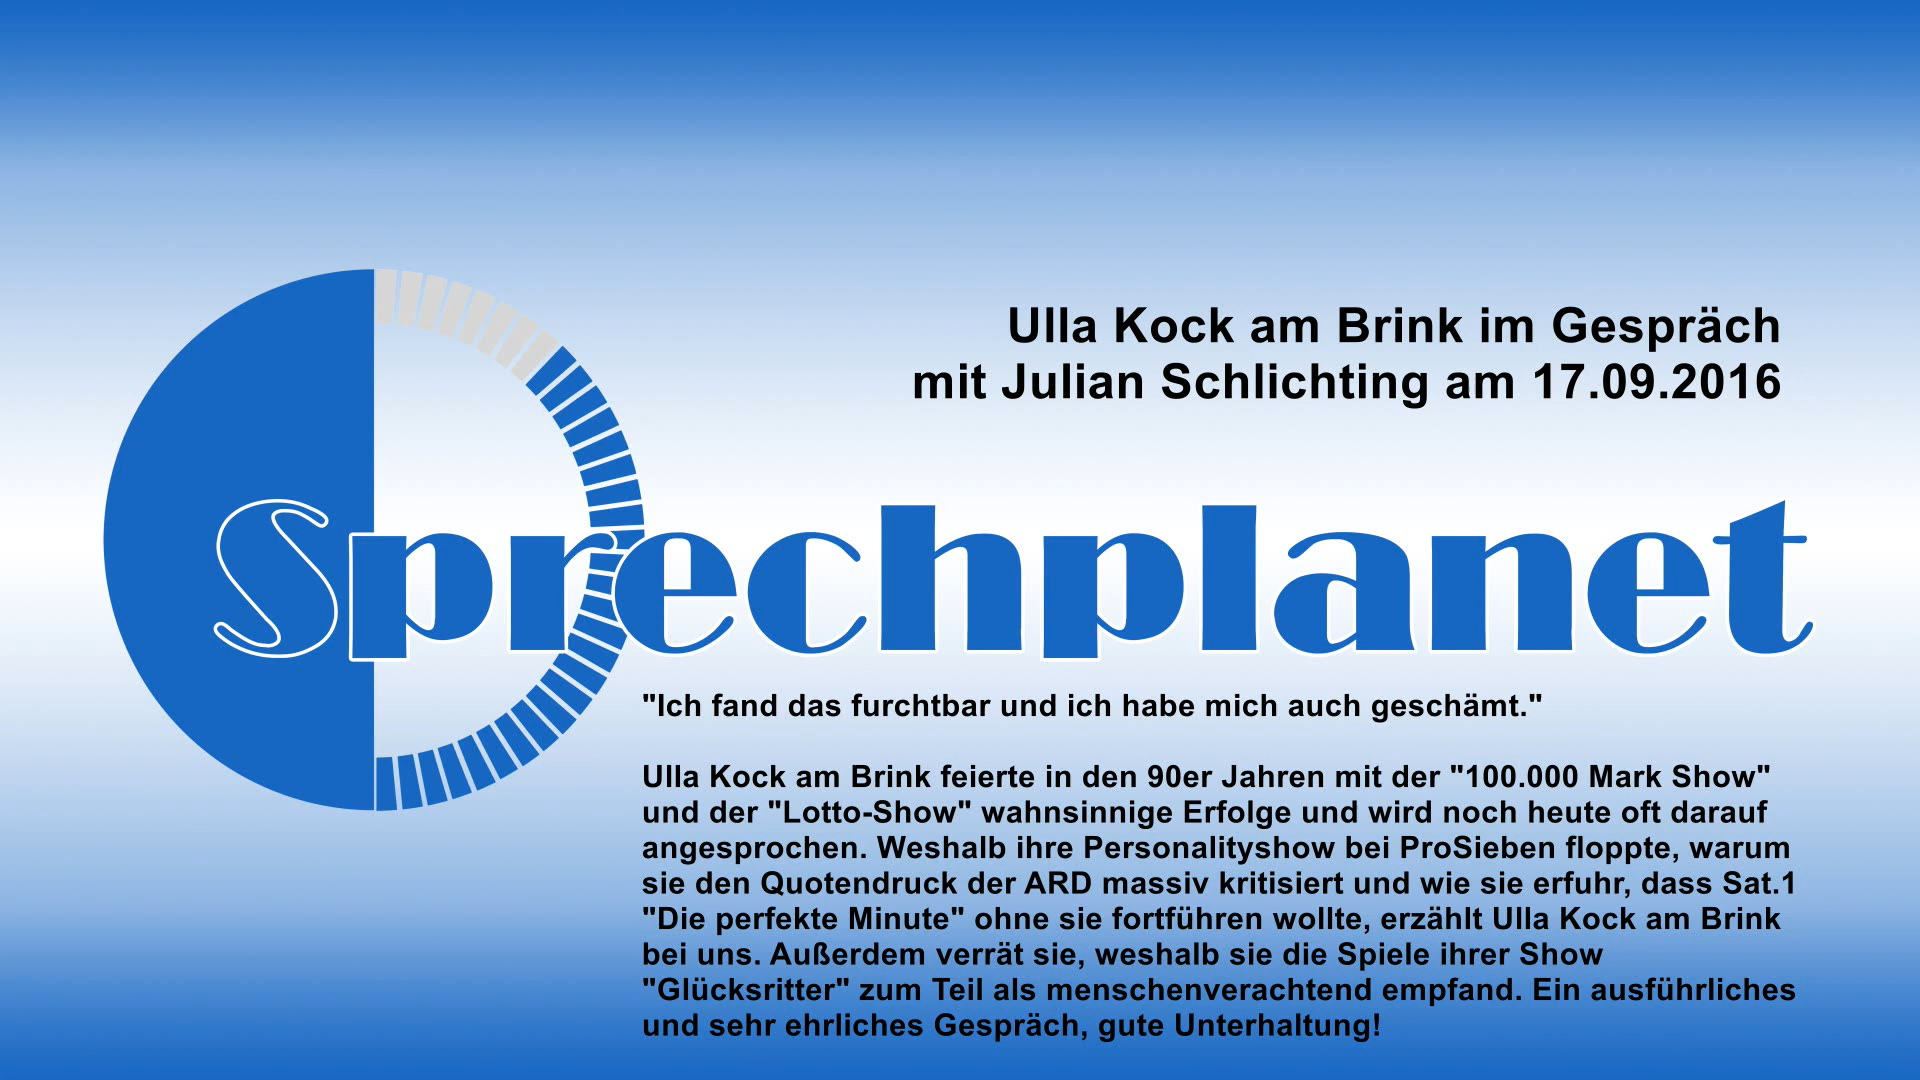 Ulla Kock am Brink im Gespräch
mit Julian Schlichting am 17.09.2016
Sprechplanet
"Ich fand das furchtbar und ich habe mich auch geschämt."
Ulla Kock am Brink feierte in den 90er Jahren mit der "100.000 Mark Show"
und der "Lotto-Show" wahnsinnige Erfolge und wird noch heute oft darauf
angesprochen. Weshalb ihre Personalityshow bei ProSieben floppte, warum
sie den Quotendruck der ARD massiv kritisiert und wie sie erfuhr, dass Sat.1
"Die perfekte Minute" ohne sie fortführen wollte, erzählt Ulla Kock am Brink
bei uns. Außerdem verrät sie, weshalb sie die Spiele ihrer Show
"Glücksritter" zum Teil als menschenverachtend empfand. Ein ausführliches
und sehr ehrliches Gespräch, gute Unterhaltung!